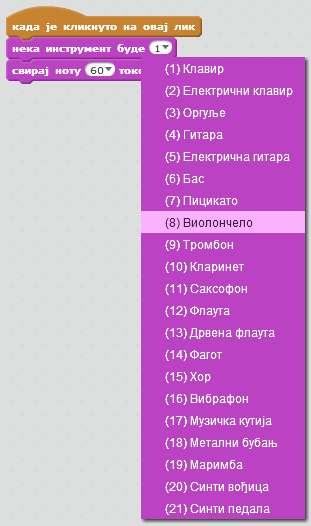 када је кликнуто на овај лик
нека инструмент буде 1
свирај ноту 60
(1) Клавир
(2) Електрични клавир
(3) Оргуље
(4) Гитара
(5) Електрична гитара
(6) Бас
(7) Пицикато
(8) Виолончело
(9) Тромбон
(10) Кларинет
(11) Саксофон
(12) Флаута
(13) Дрвена флаута
(14) Фагот
(15) Хор
(16) Вибрафон
(17) Музичка кутија
(18) Метални бубањ
(19) Маримба
(20) Синти вођица
(21) Синти педала